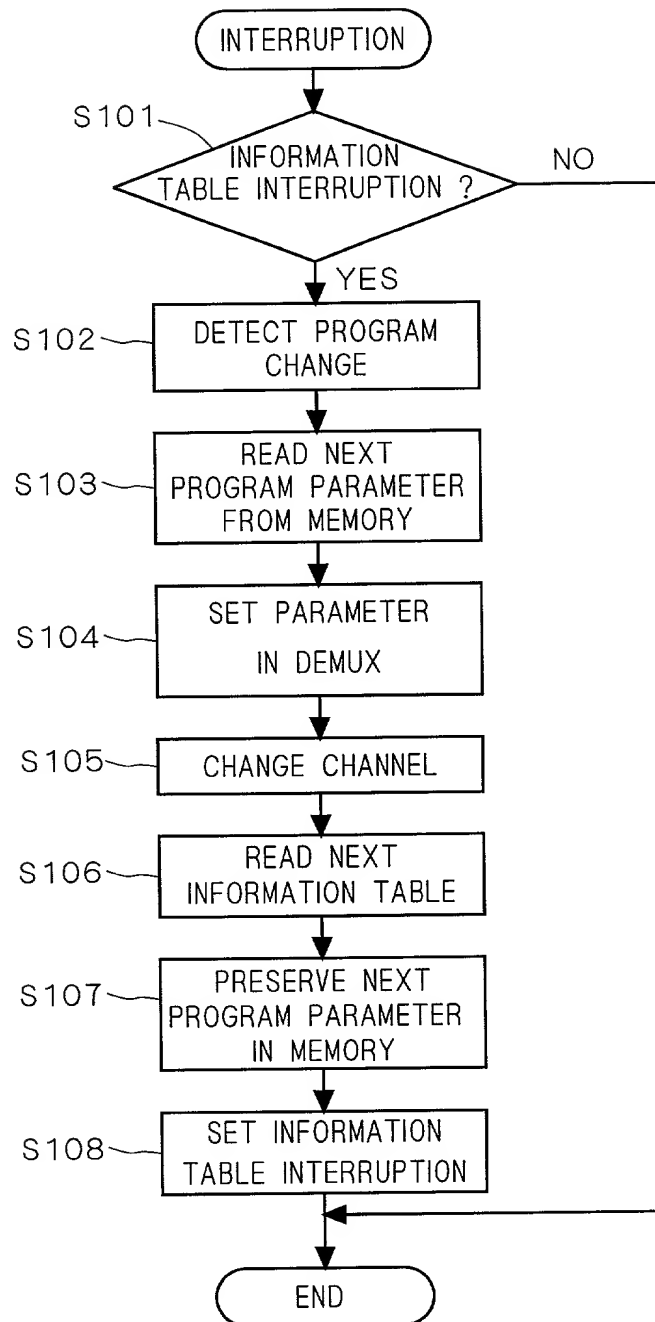 INTERRUPTION
S101
INFORMATION
TABLE INTERRUPTION ?
NO
YES
S102
DETECT PROGRAM
CHANGE
S103
READ NEXT
PROGRAM PARAMETER
FROM MEMORY
S104
SET PARAMETER
IN DEMUX
S105
CHANGE CHANNEL
S106
READ NEXT
INFORMATION TABLE
S107
PRESERVE NEXT
PROGRAM PARAMETER
IN MEMORY
S108
SET INFORMATION
TABLE INTERRUPTION
END